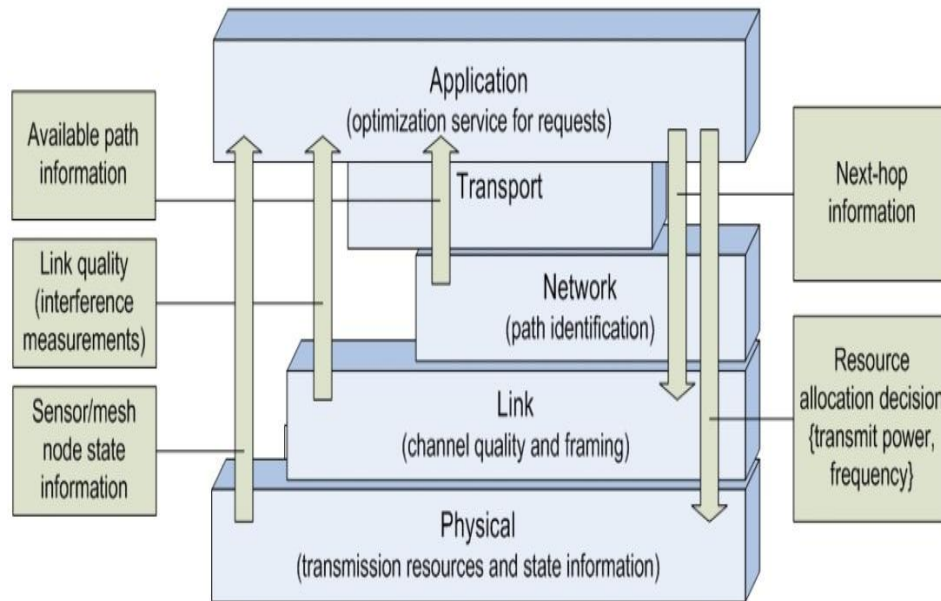 Application
(optimization service for requests)
Transport
Network
(path identification)
Link
(channel quality and framing)
Physical
(transmission resources and state information)
Available path
information
Link quality
(interference
measurements)
Sensor/mesh
node state
information
Next-hop
information
Resource
allocation decision
{transmit power,
frequency}